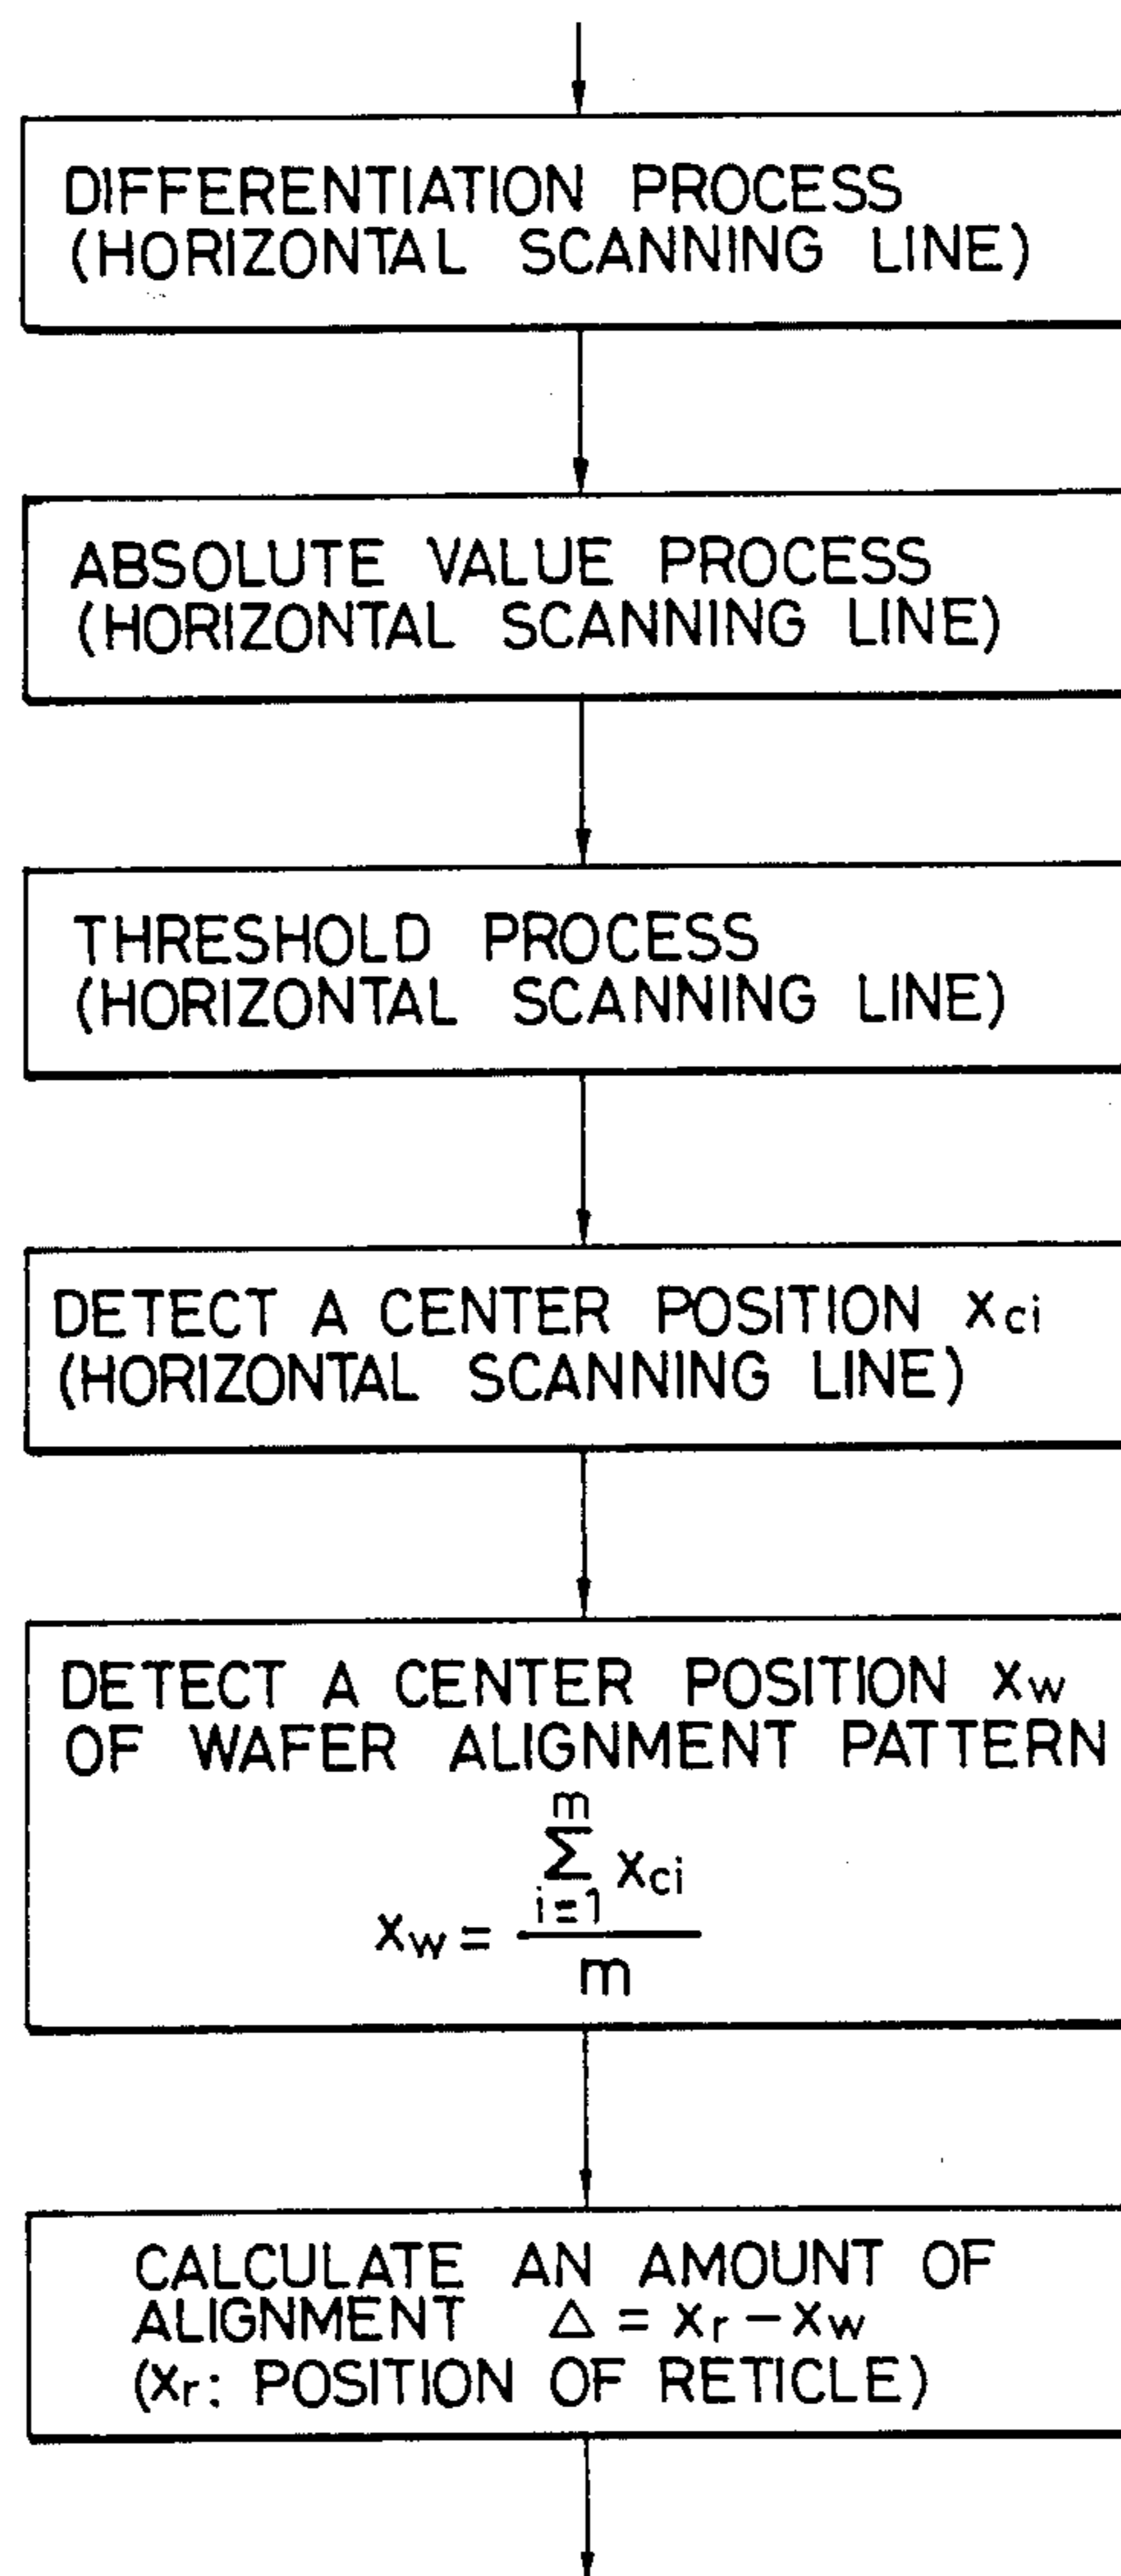 DIFFERENTIATION PROCESS
(HORIZONTAL SCANNING LINE)
ABSOLUTE VALUE PROCESS
(HORIZONTAL SCANNING LINE)
THRESHOLD PROCESS
(HORIZONTAL SCANNING LINE)
DETECT A CENTER POSITION xci
(HORIZONTAL SCANNING LINE)
DETECT A CENTER POSITION xw
OF WAFER ALIGNMENT PATTERN
m
Σ xci
i=1
xw =
m
CALCULATE AN AMOUNT OF
ALIGNMENT Δ = xr − xw
(xr: POSITION OF RETICLE)